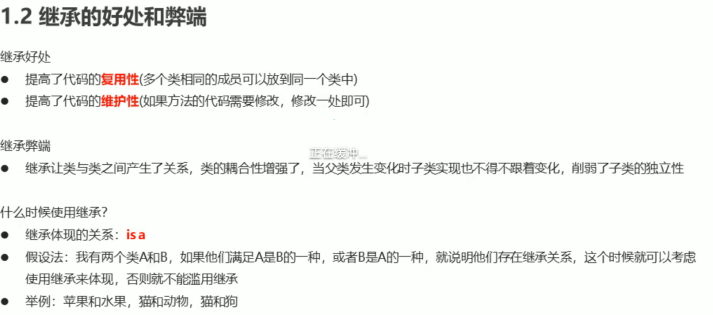 1.2 继承的好处和弊端
继承好处
● 提高了代码的复用性(多个类相同的成员可以放到同一个类中)
● 提高了代码的维护性(如果方法的代码需要修改，修改一处即可)
继承弊端
正在缓冲...
● 继承让类与类之间产生了关系，类的耦合性增强了，当父类发生变化时子类实现也不得不跟着变化，削弱了子类的独立性
什么时候使用继承？
● 继承体现的关系：is a
● 假设法：我有两个类A和B，如果他们满足A是B的一种，或者B是A的一种，就说明他们存在继承关系，这个时候就可以考虑
使用继承来体现，否则就不能滥用继承
● 举例：苹果和水果，猫和动物，猫和狗